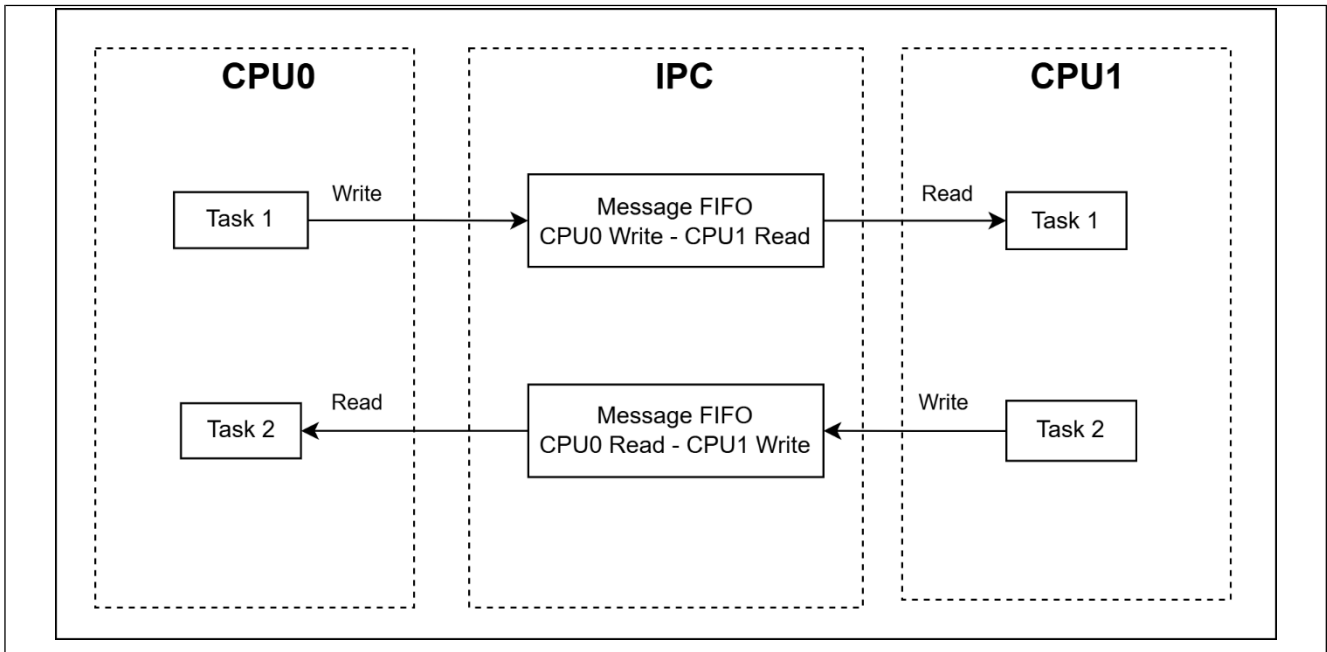 CPU0
IPC
CPU1
Write
Read
Task 1
Message FIFO
CPU0 Write - CPU1 Read
Task 1
Read
Write
Task 2
Message FIFO
CPU0 Read - CPU1 Write
Task 2